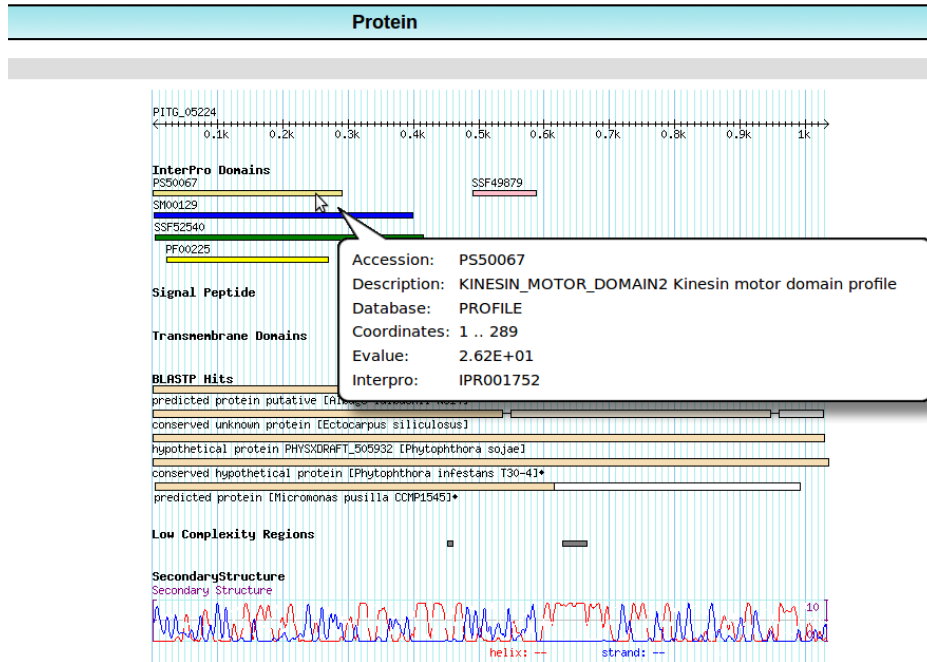 Protein
PITG_05224
0.1k 0.2k 0.3k 0.4k 0.5k 0.6k 0.7k 0.8k 0.9k 1k
InterPro Domains
PS50067 SSF49879
SM00129
SSF52540
PF00225
Accession: PS50067
Description: KINESIN_MOTOR_DOMAIN2 Kinesin motor domain profile
Database: PROFILE
Coordinates: 1 .. 289
Evalue: 2.62E+01
Interpro: IPR001752
Signal Peptide
Transmembrane Domains
BLASTP Hits
predicted protein putative
conserved unknown protein [Ectocarpus siliculosus]
hypothetical protein PHYSXDRAFT_505932 [Phytophthora sojae]
conserved hypothetical protein [Phytophthora infestans T30-4]
predicted protein [Micromonas pusilla CCMP1545]
Low Complexity Regions
SecondaryStructure
Secondary Structure
10
helix: -- strand: --